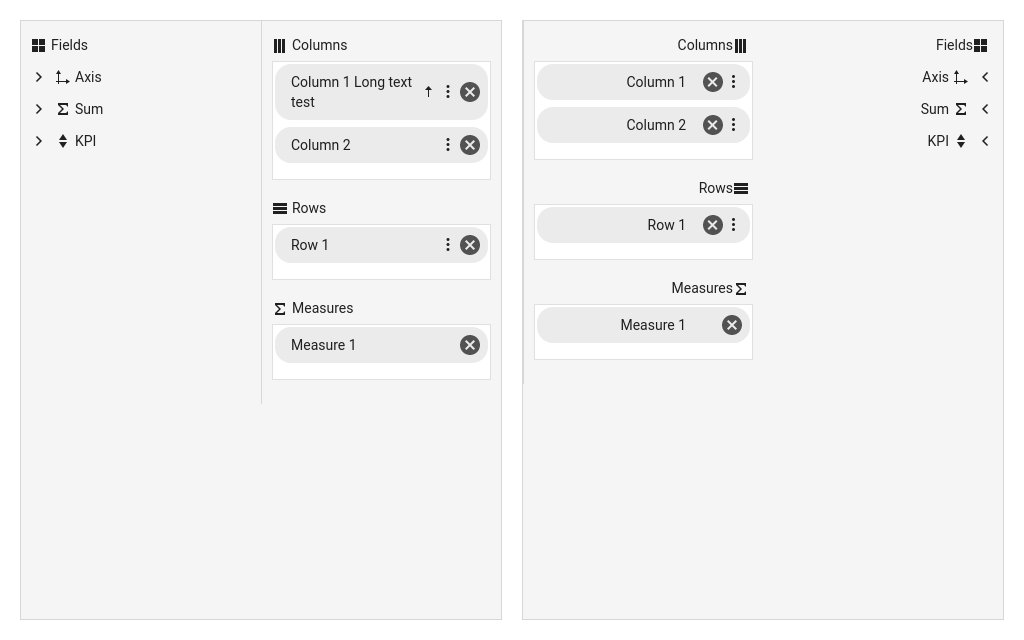 Fields
Axis
Sum
KPI
Columns
Column 1 Long text
test
Column 2
Rows
Row 1
Measures
Measure 1
Columns
Column 1
Column 2
Rows
Row 1
Measures
Measure 1
Fields
Axis
Sum
KPI